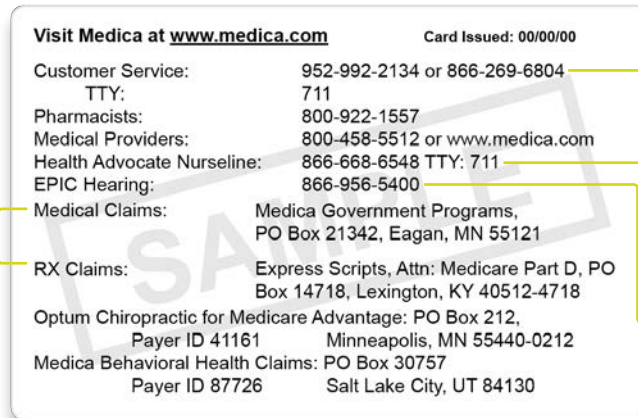 Visit Medica at www.medica.com Card Issued: 00/00/00
Customer Service: 952-992-2134 or 866-269-6804
TTY: 711
Pharmacists: 800-922-1557
Medical Providers: 800-458-5512 or www.medica.com
Health Advocate Nurseline: 866-668-6548 TTY: 711
EPIC Hearing: 866-956-5400
Medical Claims: Medica Government Programs,
PO Box 21342, Eagan, MN 55121
RX Claims: Express Scripts, Attn: Medicare Part D, PO
Box 14718, Lexington, KY 40512-4718
Optum Chiropractic for Medicare Advantage: PO Box 212,
Payer ID 41161 Minneapolis, MN 55440-0212
Medica Behavioral Health Claims: PO Box 30757
Payer ID 87726 Salt Lake City, UT 84130
SAMPLE